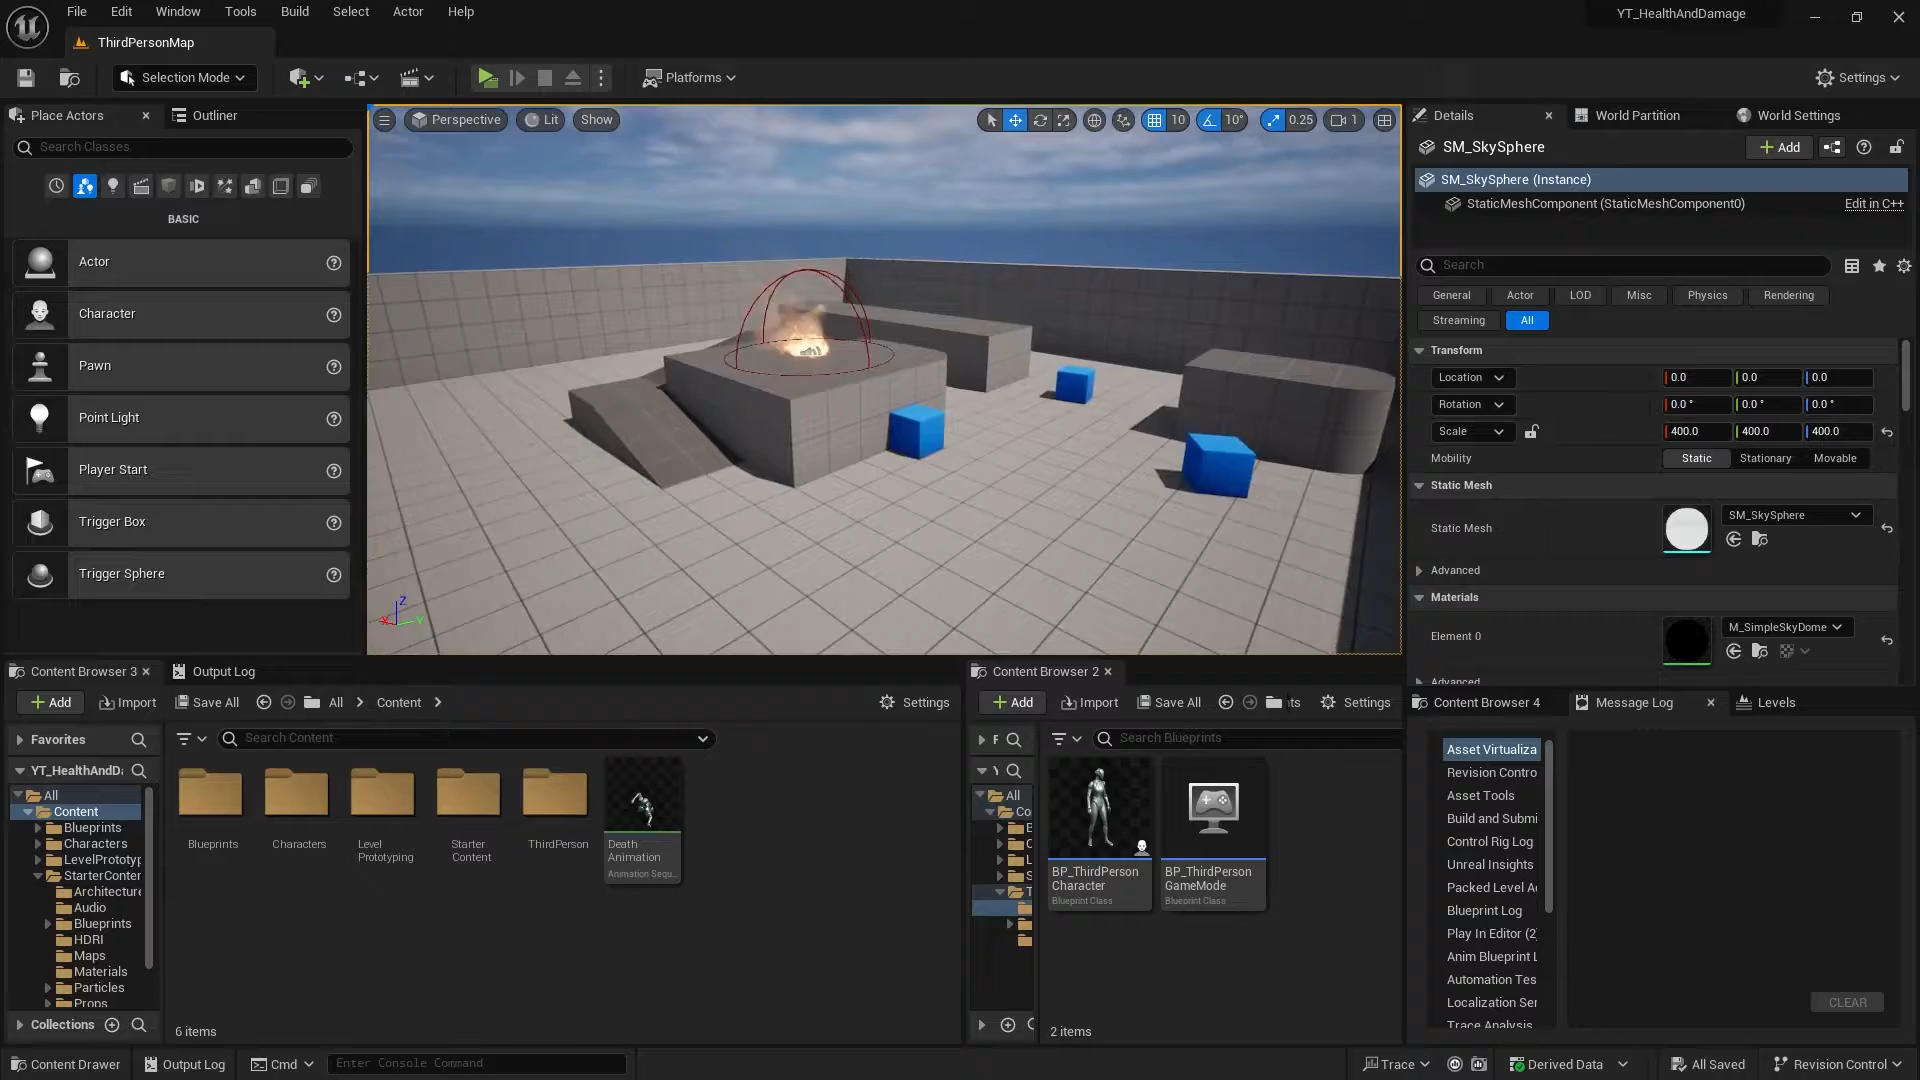 File Edit Window Tools Build Select Actor Help
YT_HealthAndDamage
ThirdPersonMap
Selection Mode
Platforms
Settings
Place Actors
Outliner
Search Classes
BASIC
Actor
Character
Pawn
Point Light
Player Start
Trigger Box
Trigger Sphere
Perspective
Lit
Show
10
10°
0.25
1
Z
X
Y
Details
World Partition
World Settings
SM_SkySphere
Add
SM_SkySphere (Instance)
StaticMeshComponent (StaticMeshComponent0)
Edit in C++
Search
General Actor LOD Misc Physics Rendering
Streaming All
Transform
Location 0.0 0.0 0.0
Rotation 0.0 ° 0.0 ° 0.0 °
Scale 400.0 400.0 400.0
Mobility Static Stationary Movable
Static Mesh
Static Mesh
SM_SkySphere
Advanced
Materials
Element 0
M_SimpleSkyDome
Advanced
Content Browser 3
Output Log
Add Import Save All All Content Settings
Favorites
Search Content
YT_HealthAndDa
All
Content
Blueprints
Characters
LevelPrototyp
StarterConter
Architecture
Audio
Blueprints
HDRI
Maps
Materials
Particles
Props
Collections
Blueprints
Characters
Level
Prototyping
Starter
Content
ThirdPerson
Death
Animation
Animation Sequ...
6 items
Content Browser 2
Add Import Save All ts Settings
F
Search Blueprints
All
Co
BP_ThirdPerson
Character
Blueprint Class
BP_ThirdPerson
GameMode
Blueprint Class
2 items
Content Browser 4
Message Log
Levels
Asset Virtualiza
Revision Contro
Asset Tools
Build and Submi
Control Rig Log
Unreal Insights
Packed Level A
Blueprint Log
Play In Editor (2
Anim Blueprint L
Automation Tes
Localization Ser
Trace Analysis
CLEAR
Content Drawer
Output Log
Cmd
Enter Console Command
Trace
Derived Data
All Saved
Revision Control